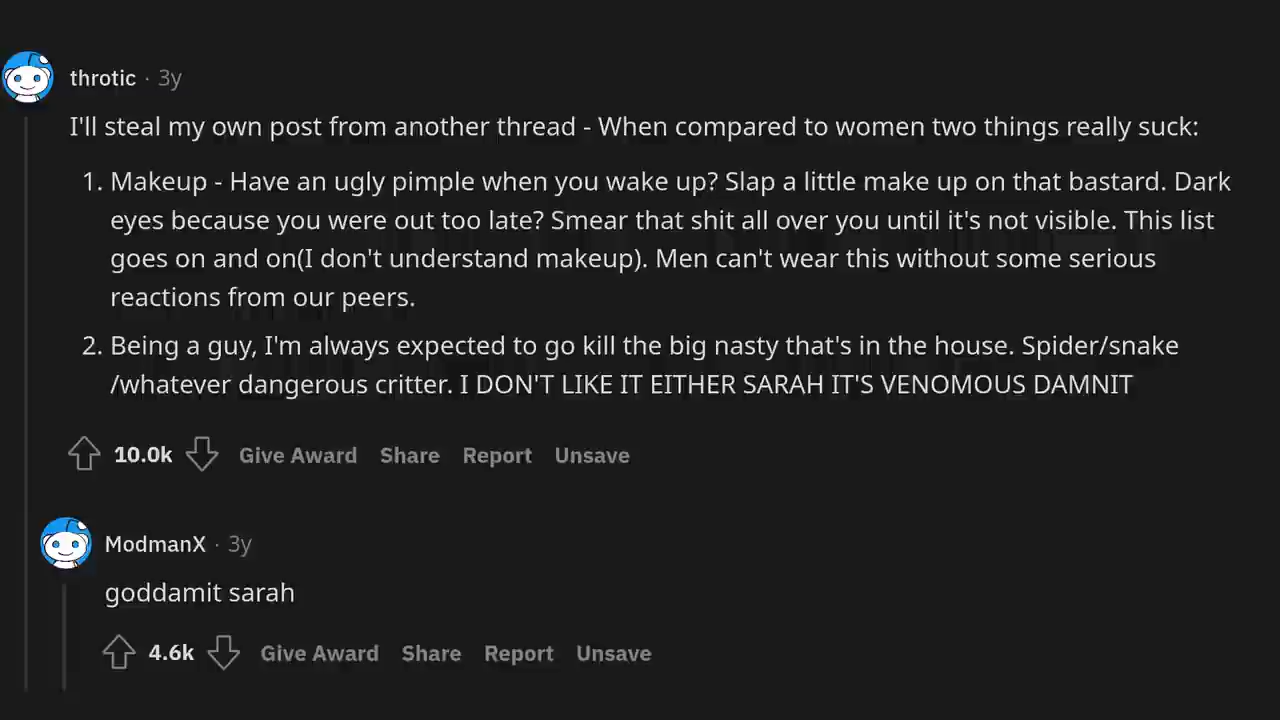 throtic · 3y
I'll steal my own post from another thread - When compared to women two things really suck:
1. Makeup - Have an ugly pimple when you wake up? Slap a little make up on that bastard. Dark
eyes because you were out too late? Smear that shit all over you until it's not visible. This list
goes on and on(I don't understand makeup). Men can't wear this without some serious
reactions from our peers.
2. Being a guy, I'm always expected to go kill the big nasty that's in the house. Spider/snake
/whatever dangerous critter. I DON'T LIKE IT EITHER SARAH IT'S VENOMOUS DAMNIT
10.0k Give Award Share Report Unsave
ModmanX · 3y
goddamit sarah
4.6k Give Award Share Report Unsave